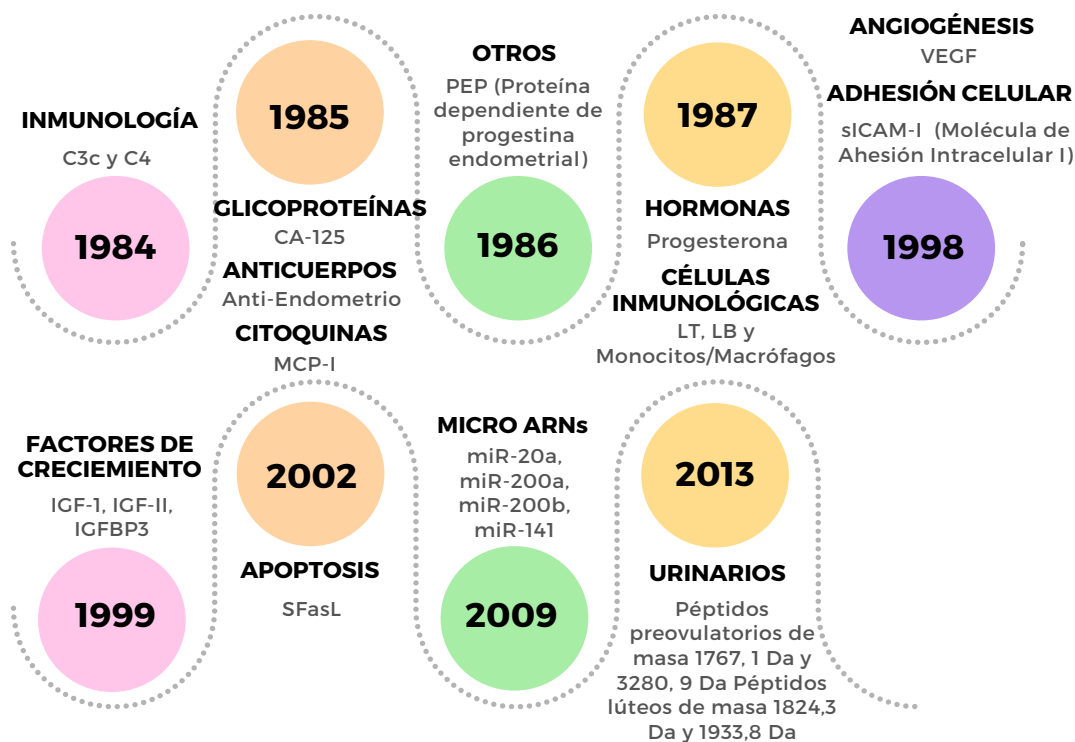 INMUNOLOGÍA
C3c y C4
1984
1985
GLICOPROTEÍNAS
CA-125
ANTICUERPOS
Anti-Endometrio
CITOQUINAS
MCP-I
OTROS
PEP (Proteína
dependiente de
progestina
endometrial)
1986
1987
HORMONAS
Progesterona
CÉLULAS
INMUNOLÓGICAS
LT, LB y
Monocitos/Macrófagos
ANGIOGÉNESIS
VEGF
ADHESIÓN CELULAR
sICAM-I (Molécula de
Ahesión Intracelular I)
1998
FACTORES DE
CRECIEMIENTO
IGF-1, IGF-II,
IGFBP3
1999
2002
APOPTOSIS
SFasL
MICRO ARNs
miR-20a,
miR-200a,
miR-200b,
miR-141
2009
2013
URINARIOS
Péptidos
preovulatorios de
masa 1767, 1 Da y
3280, 9 Da Péptidos
lúteos de masa 1824,3
Da y 1933,8 Da